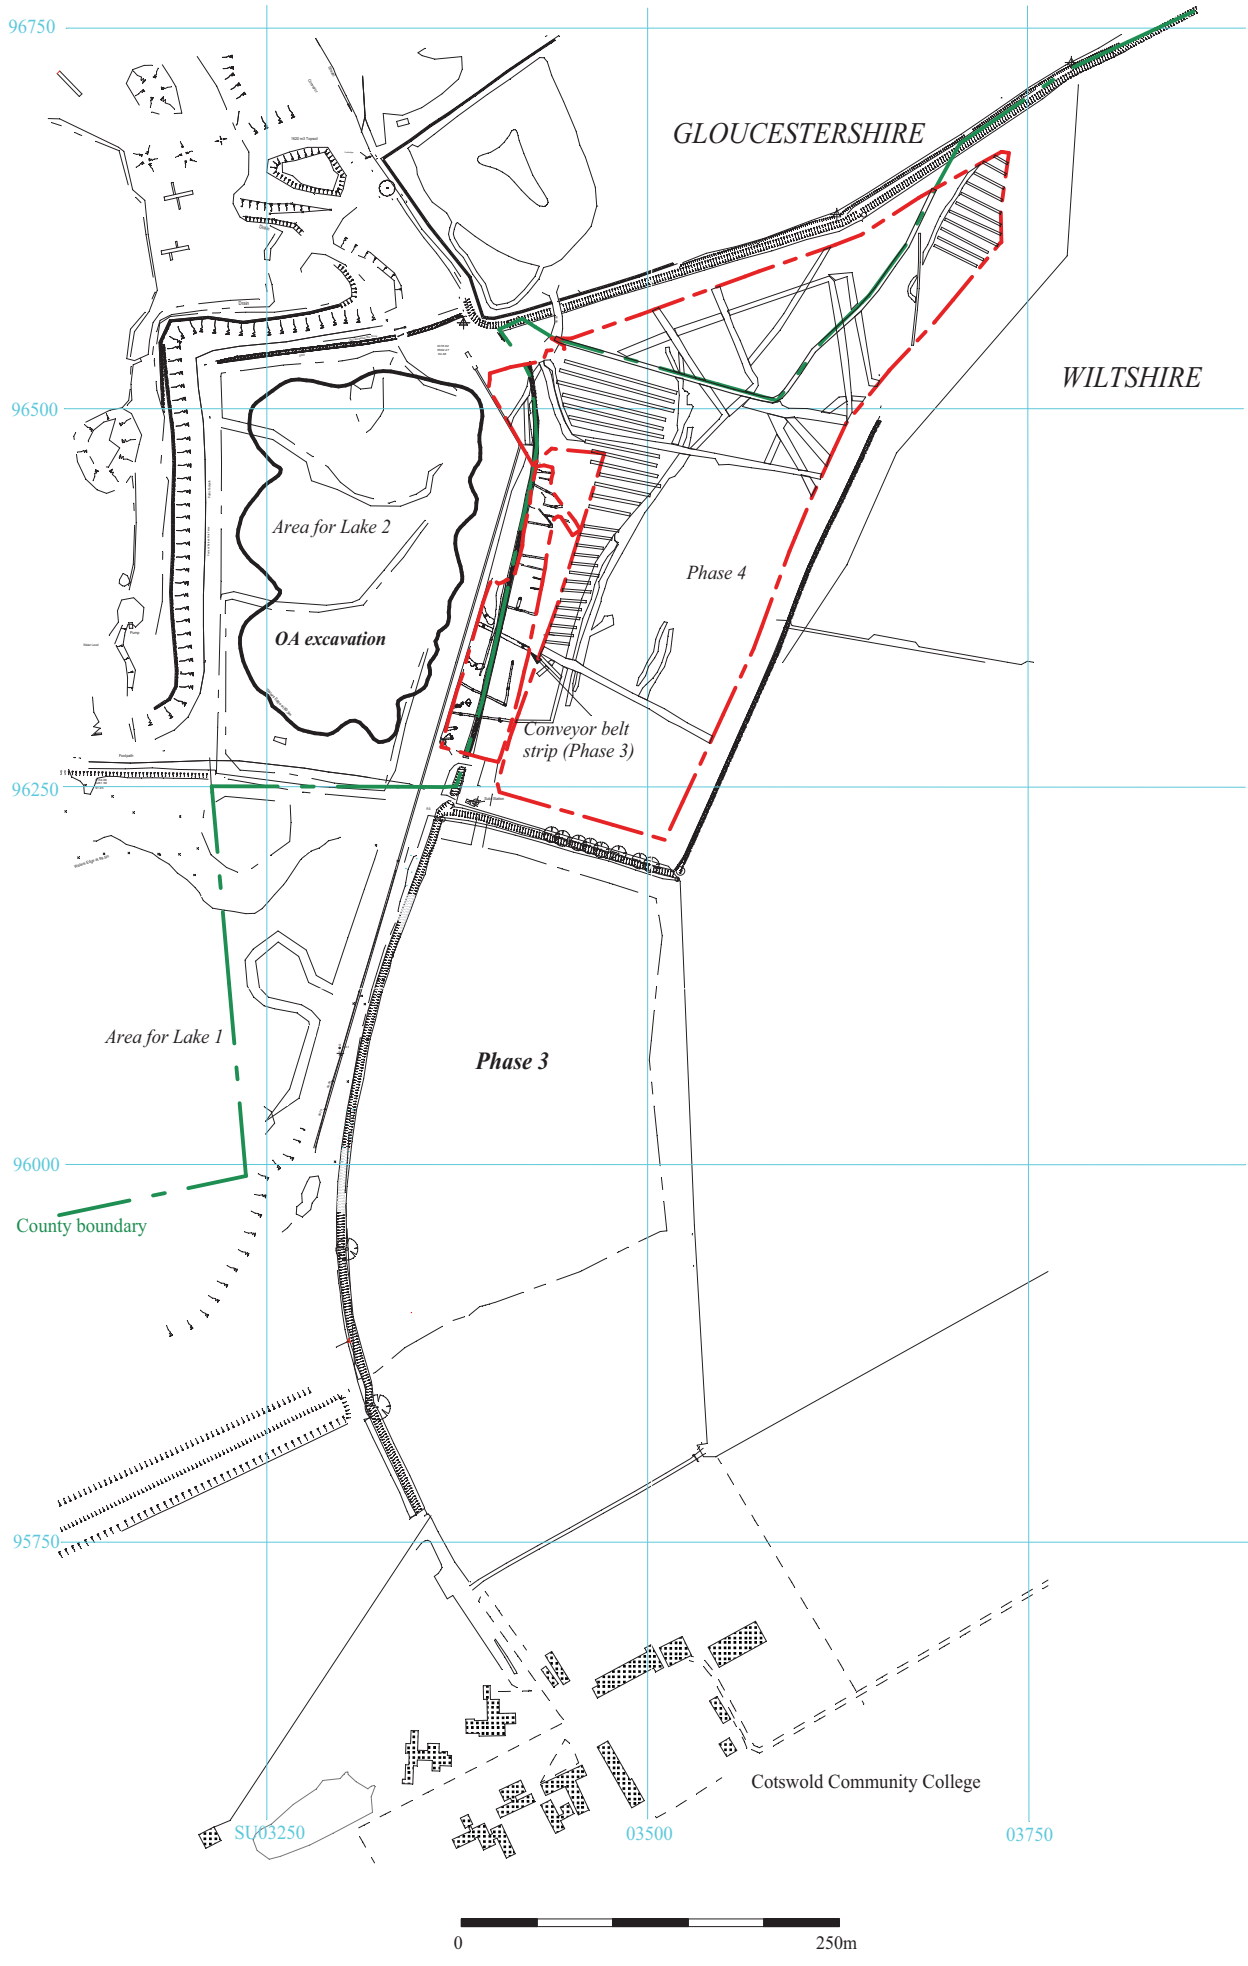 96750
GLOUCESTERSHIRE
WILTSHIRE
96500
Area for Lake 2
Phase 4
OA excavation
Conveyor belt
strip (Phase 3)
96250
Area for Lake 1
Phase 3
96000
County boundary
95750
Cotswold Community College
SU03250
03500
03750
0
250m